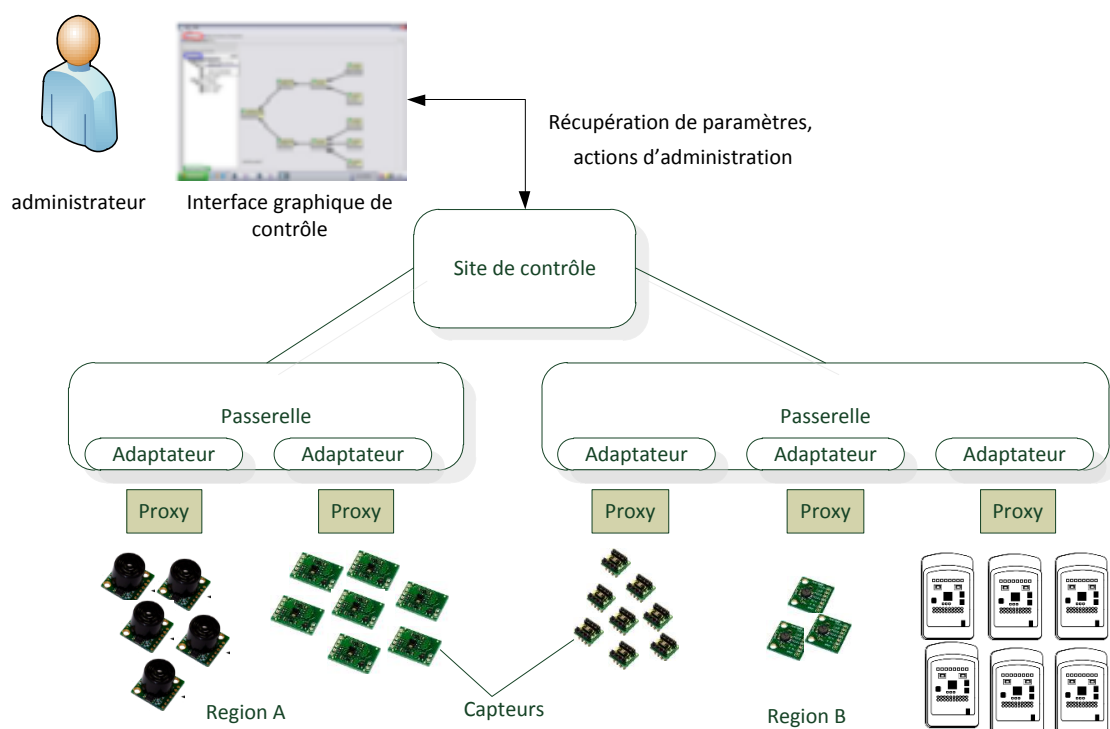 Récupération de paramètres,
actions d'administration
administrateur
Interface graphique de
contrôle
Site de contrôle
Passerelle
Passerelle
Adaptateur
Adaptateur
Adaptateur
Adaptateur
Adaptateur
Proxy
Proxy
Proxy
Proxy
Proxy
Region A
Capteurs
Region B